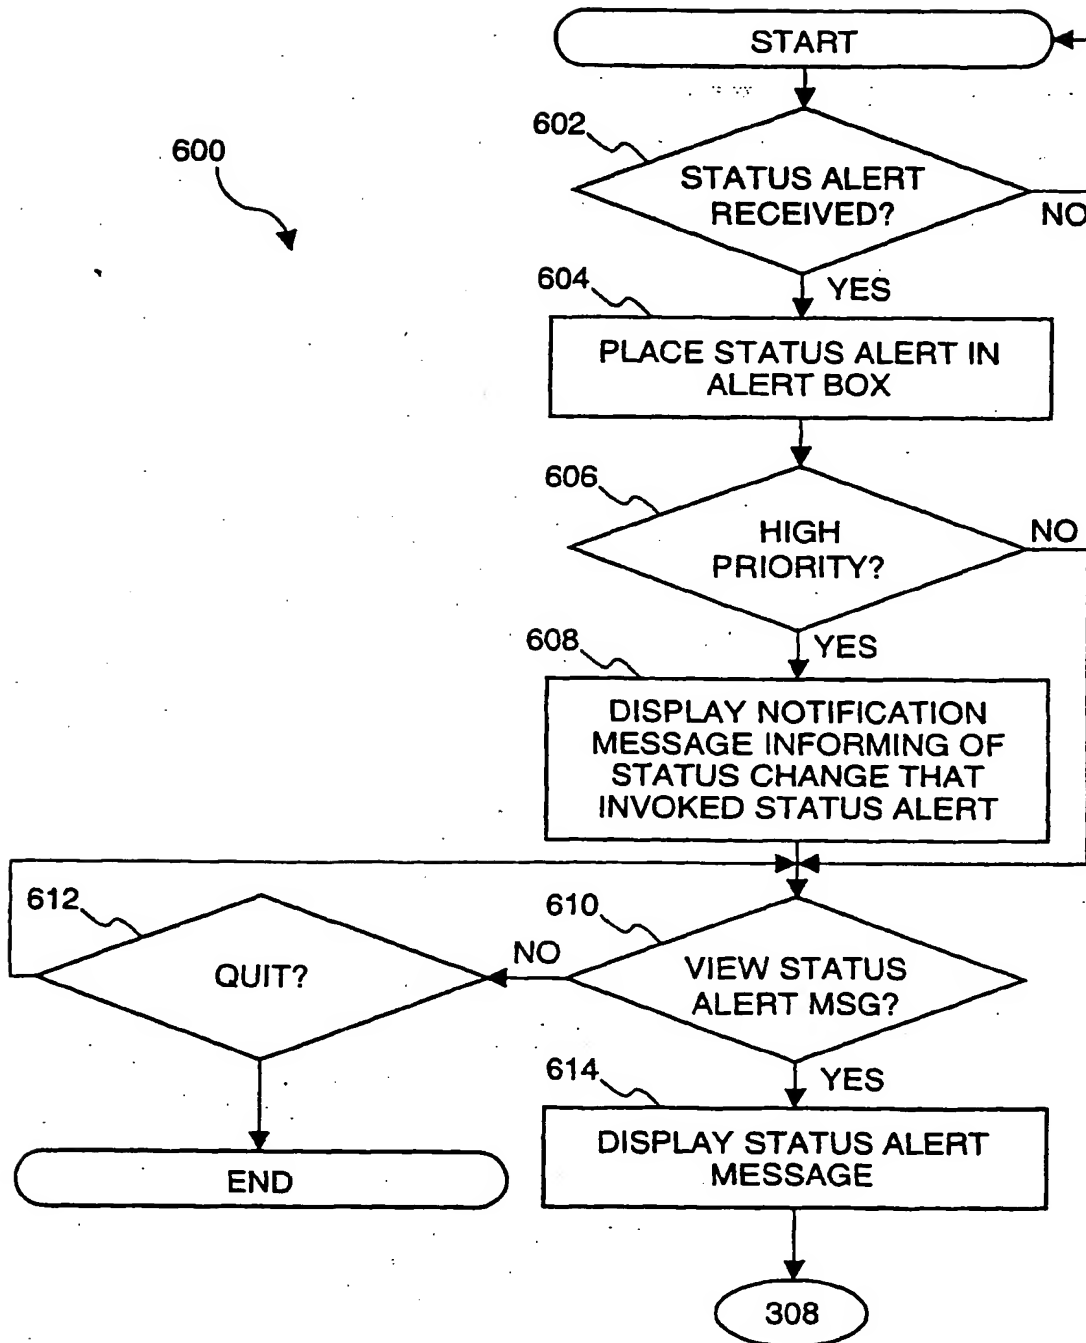 START
602
600
STATUS ALERT
RECEIVED?
NO
YES
604
PLACE STATUS ALERT IN
ALERT BOX
606
HIGH
PRIORITY?
NO
YES
608
DISPLAY NOTIFICATION
MESSAGE INFORMING OF
STATUS CHANGE THAT
INVOKED STATUS ALERT
612
610
QUIT?
NO
VIEW STATUS
ALERT MSG?
YES
614
DISPLAY STATUS ALERT
MESSAGE
END
308